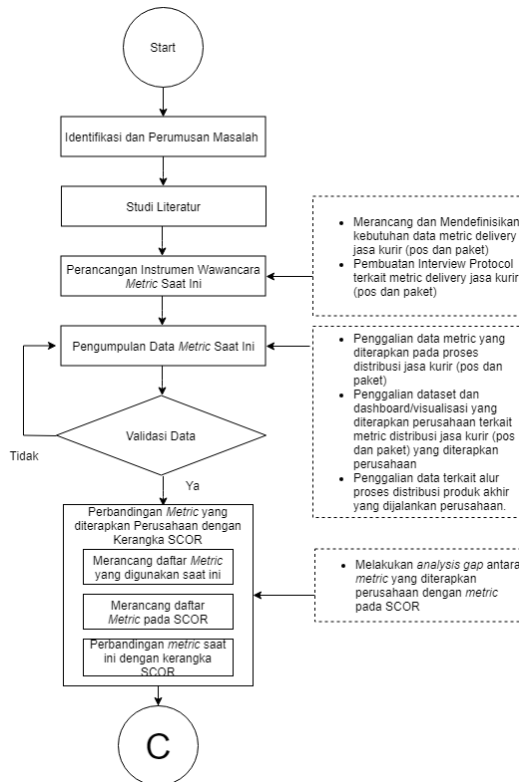 Start
Identifikasi dan Perumusan Masalah
Studi Literatur
Perancangan Instrumen Wawancara
Metric Saat Ini
• Merancang dan Mendefinisikan
kebutuhan data metric delivery
jasa kurir (pos dan paket)
• Pembuatan Interview Protocol
terkait metric delivery jasa kurir
(pos dan paket)
Pengumpulan Data Metric Saat Ini
• Penggalian data metric yang
diterapkan pada proses
distribusi jasa kurir (pos dan
paket)
• Penggalian dataset dan
dashboard/visualisasi yang
diterapkan perusahaan terkait
metric distribusi jasa kurir (pos
dan paket) yang diterapkan
perusahaan
• Penggalian data terkait alur
proses distribusi produk akhir
yang dijalankan perusahaan.
Validasi Data
Tidak
Ya
Perbandingan Metric yang
diterapkan Perusahaan dengan
Kerangka SCOR
Merancang daftar Metric
yang digunakan saat ini
Merancang daftar
Metric pada SCOR
Perbandingan metric saat
ini dengan kerangka
SCOR
• Melakukan analysis gap antara
metric yang diterapkan
perusahaan dengan metric
pada SCOR
C